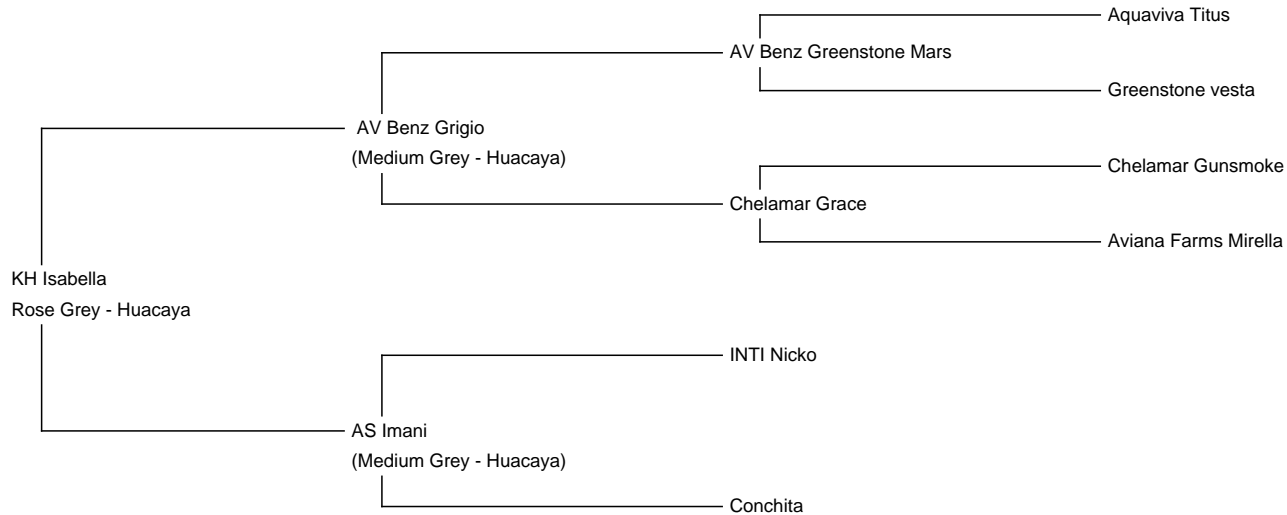 Aquaviva Titus
AV Benz Greenstone Mars
Greenstone vesta
AV Benz Grigio
(Medium Grey - Huacaya)
Chelamar Gunsmoke
Chelamar Grace
Aviana Farms Mirella
KH Isabella
Rose Grey - Huacaya
INTI Nicko
AS Imani
(Medium Grey - Huacaya)
Conchita